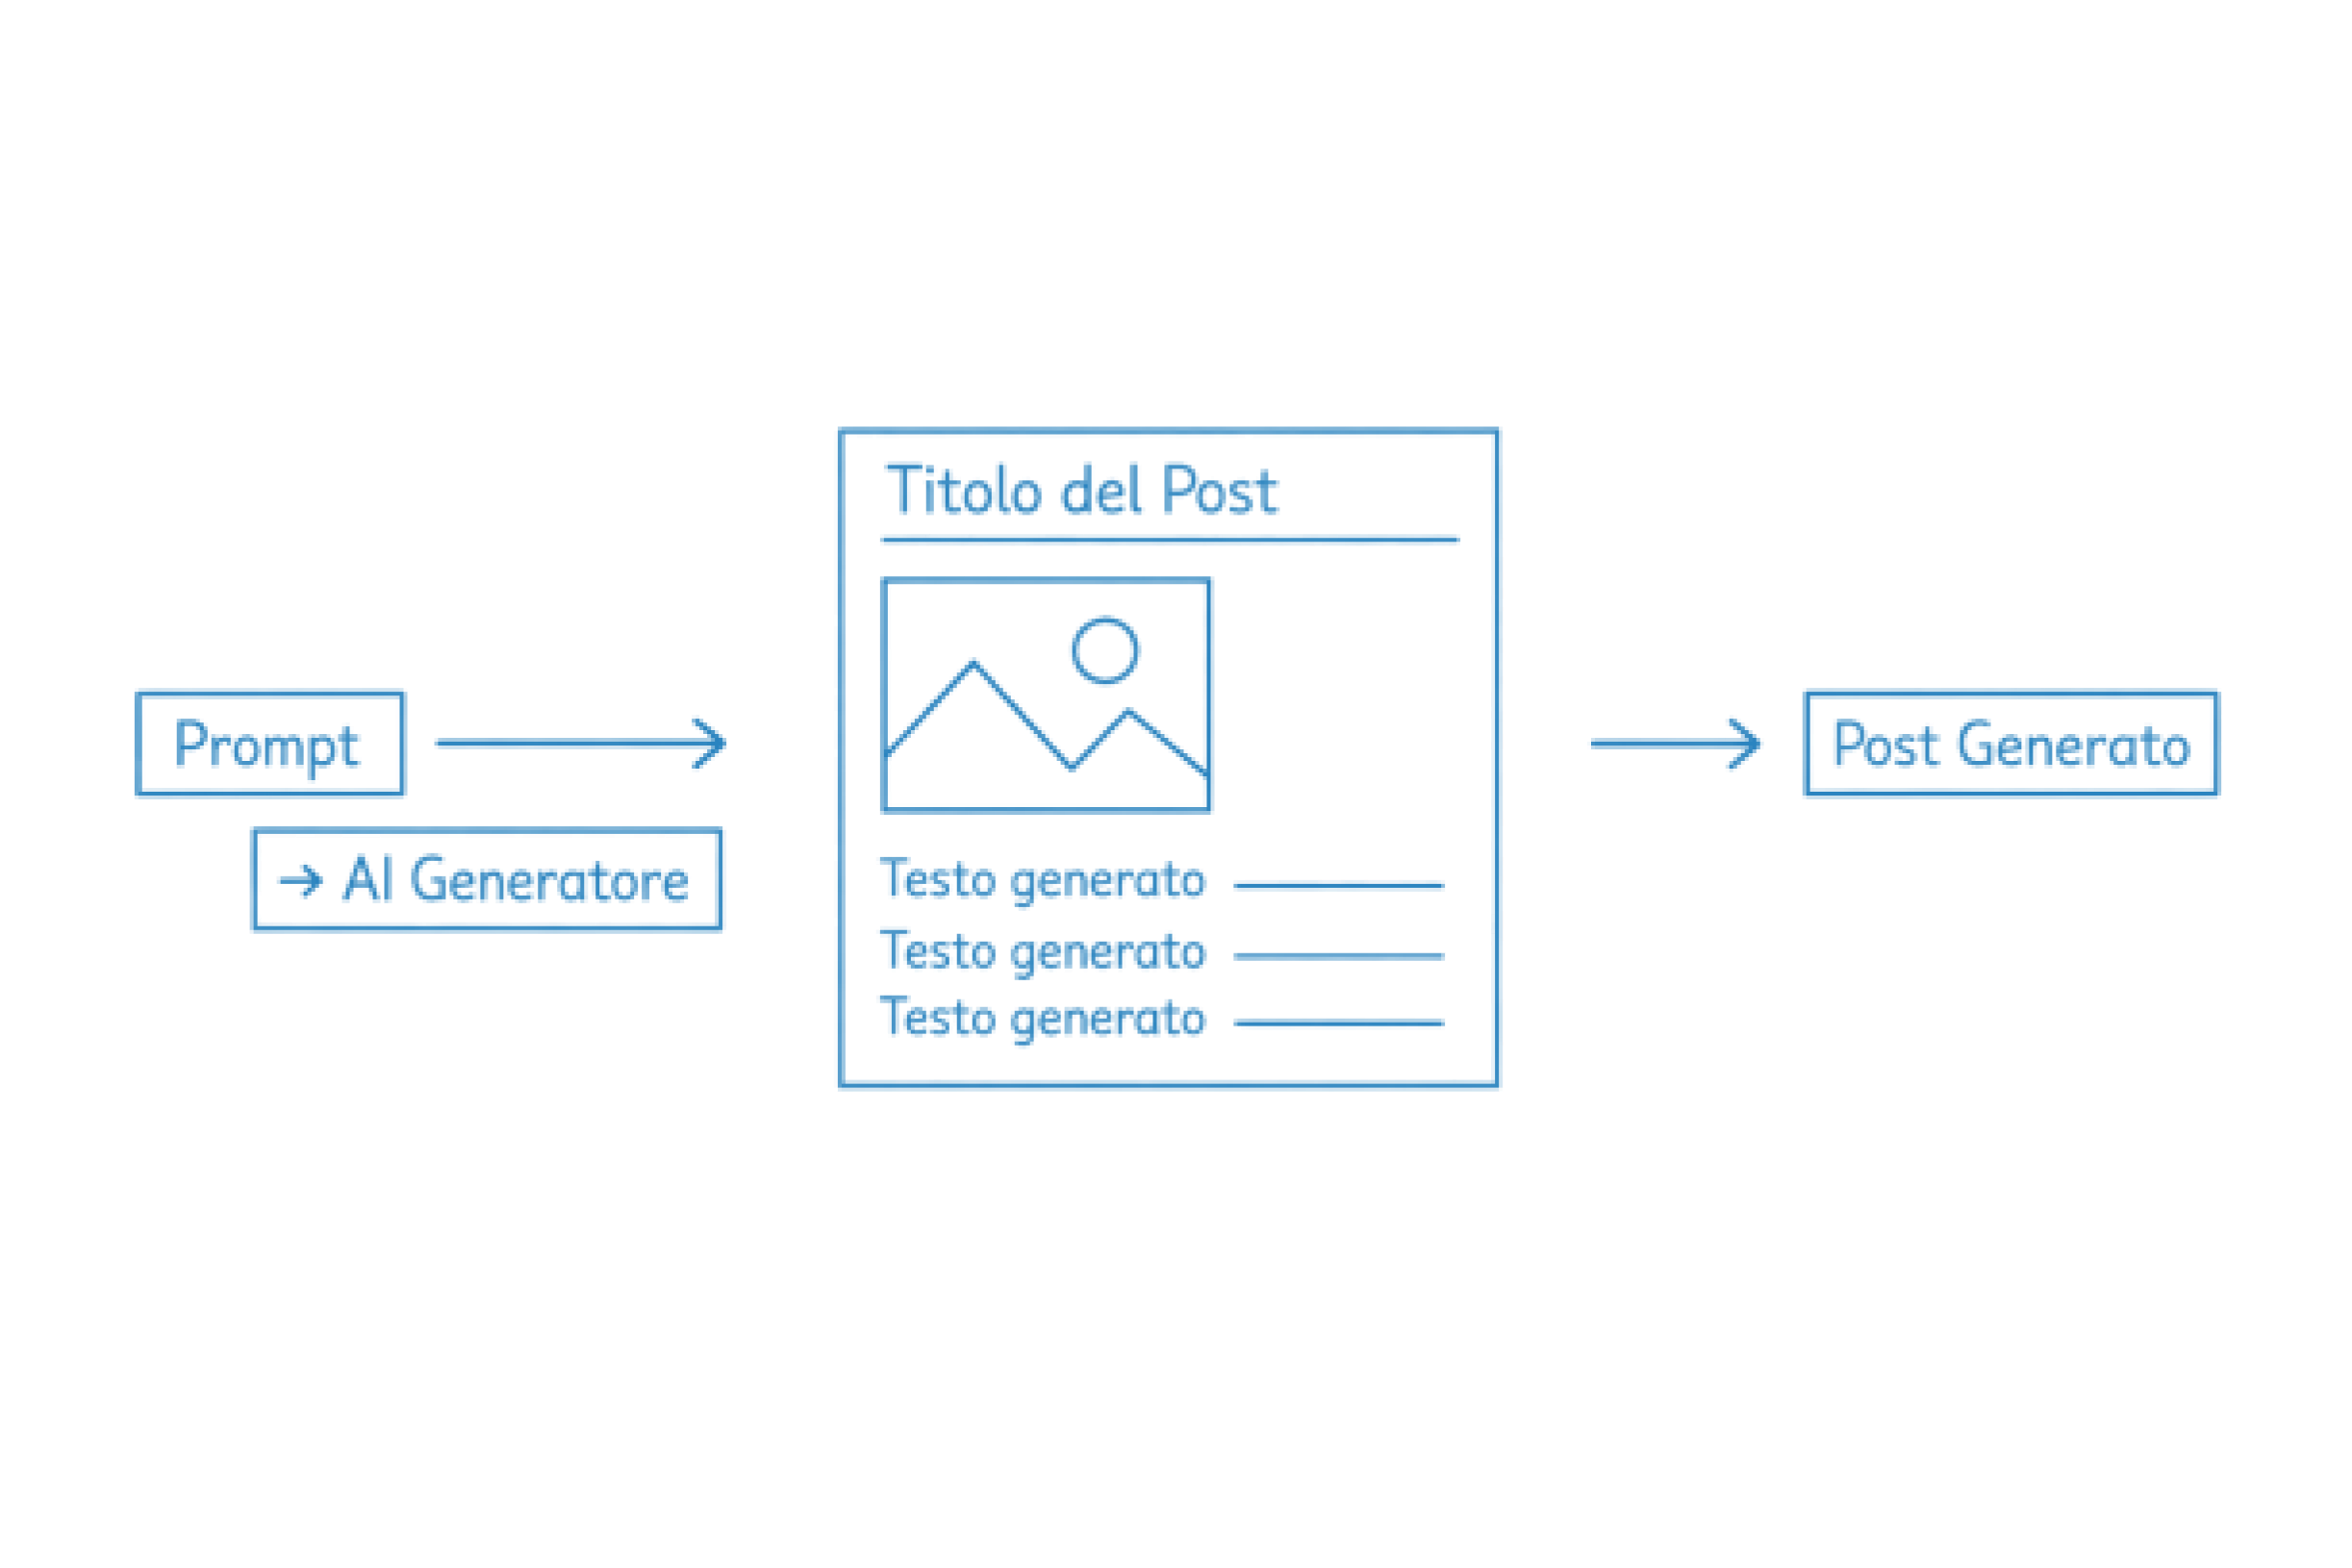 Prompt
→ AI Generatore
Titolo del Post
Testo generato
Testo generato
Testo generato
Post Generato